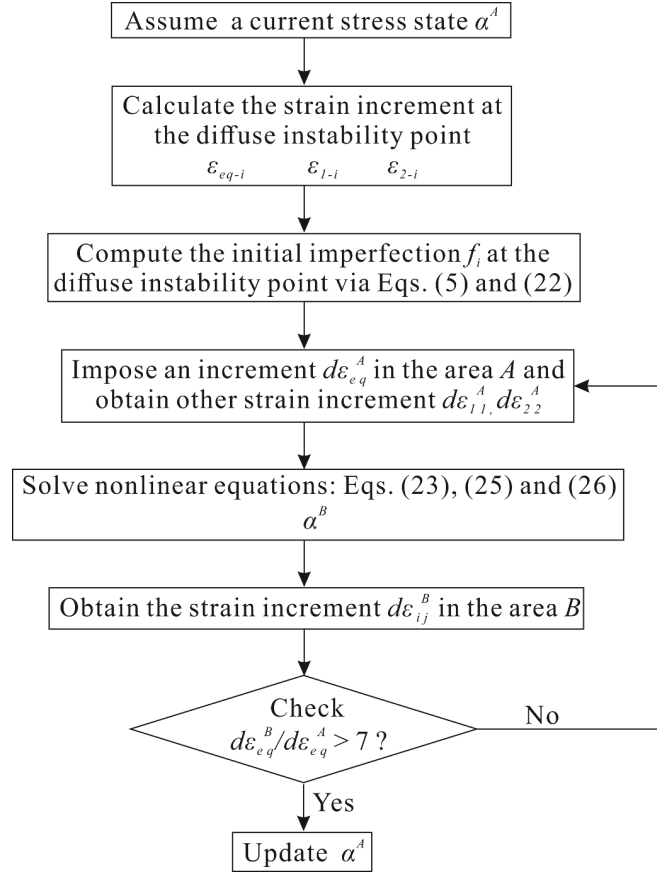 Assume a current stress state α^A
Calculate the strain increment at
the diffuse instability point
ε_eq-i ε_1-i ε_2-i
Compute the initial imperfection f_i at the
diffuse instability point via Eqs. (5) and (22)
Impose an increment dε_eq^A in the area A and
obtain other strain increment dε_11^A, dε_22^A
Solve nonlinear equations: Eqs. (23), (25) and (26)
α^B
Obtain the strain increment dε_ij^B in the area B
Check
dε_eq^B/dε_eq^A > 7 ?
No
Yes
Update α^A